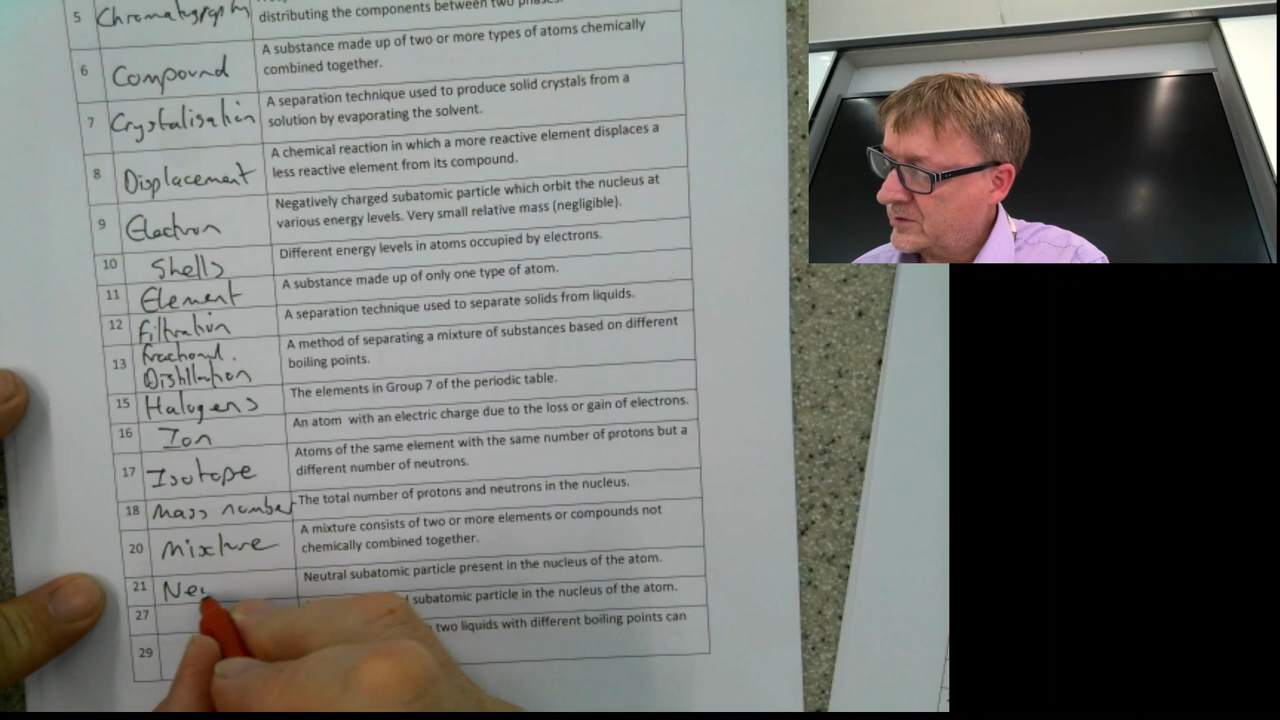 5 Chromatography
distributing the components between two phases.
6 Compound
A substance made up of two or more types of atoms chemically
combined together.
7 Crystalisation
A separation technique used to produce solid crystals from a
solution by evaporating the solvent.
8 Displacement
A chemical reaction in which a more reactive element displaces a
less reactive element from its compound.
9 Electron
Negatively charged subatomic particle which orbit the nucleus at
various energy levels. Very small relative mass (negligible).
10 Shells
Different energy levels in atoms occupied by electrons.
11 Element
A substance made up of only one type of atom.
12 Filtration
A separation technique used to separate solids from liquids.
13 Fractional
Distillation
A method of separating a mixture of substances based on different
boiling points.
15 Halogens
The elements in Group 7 of the periodic table.
16 Ion
An atom with an electric charge due to the loss or gain of electrons.
17 Isotope
Atoms of the same element with the same number of protons but a
different number of neutrons.
18 Mass number
The total number of protons and neutrons in the nucleus.
20 Mixture
A mixture consists of two or more elements or compounds not
chemically combined together.
21 Neu
Neutral subatomic particle present in the nucleus of the atom.
27
subatomic particle in the nucleus of the atom.
29
two liquids with different boiling points can